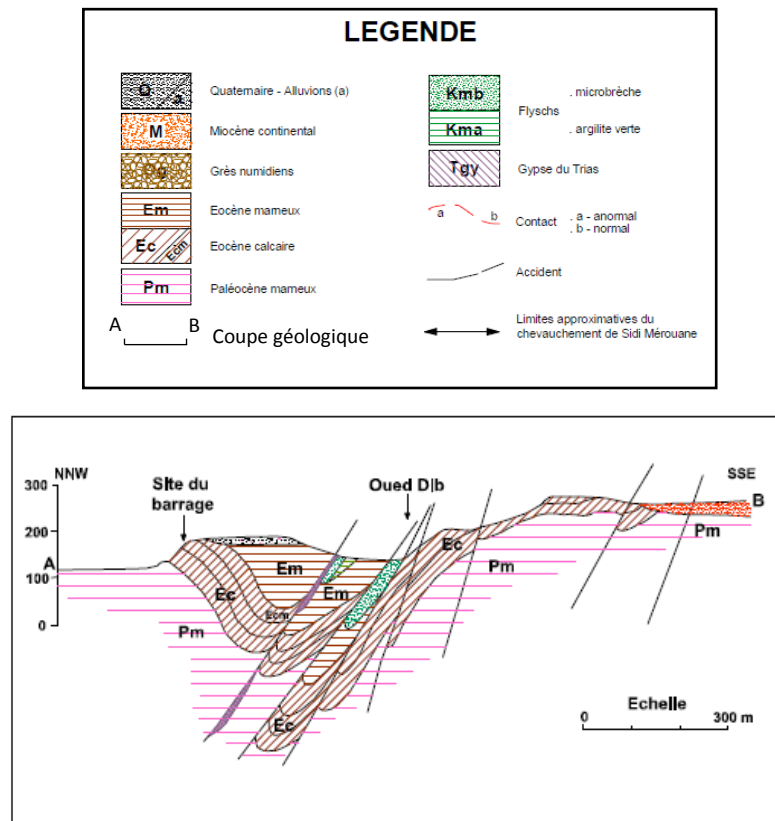 LEGENDE
Q a Quaternaire - Alluvions (a)
M Miocène continental
Og Grès numidiens
Em Eocène marneux
Ec Ecm Eocène calcaire
Pm Paléocène marneux
A B Coupe géologique
Kmb . microbrèche
Flyschs
Kma . argilite verte
Tgy Gypse du Trias
a b Contact . a - anormal
. b - normal
Accident
Limites approximatives du
chevauchement de Sidi Mérouane
NNW
300
200
100
0
A
Site du
barrage
Oued Dib
SSE
B
Em
Em
Ec
Ec
Ecm
Ec
Pm
Pm
Pm
Echelle
0 300 m